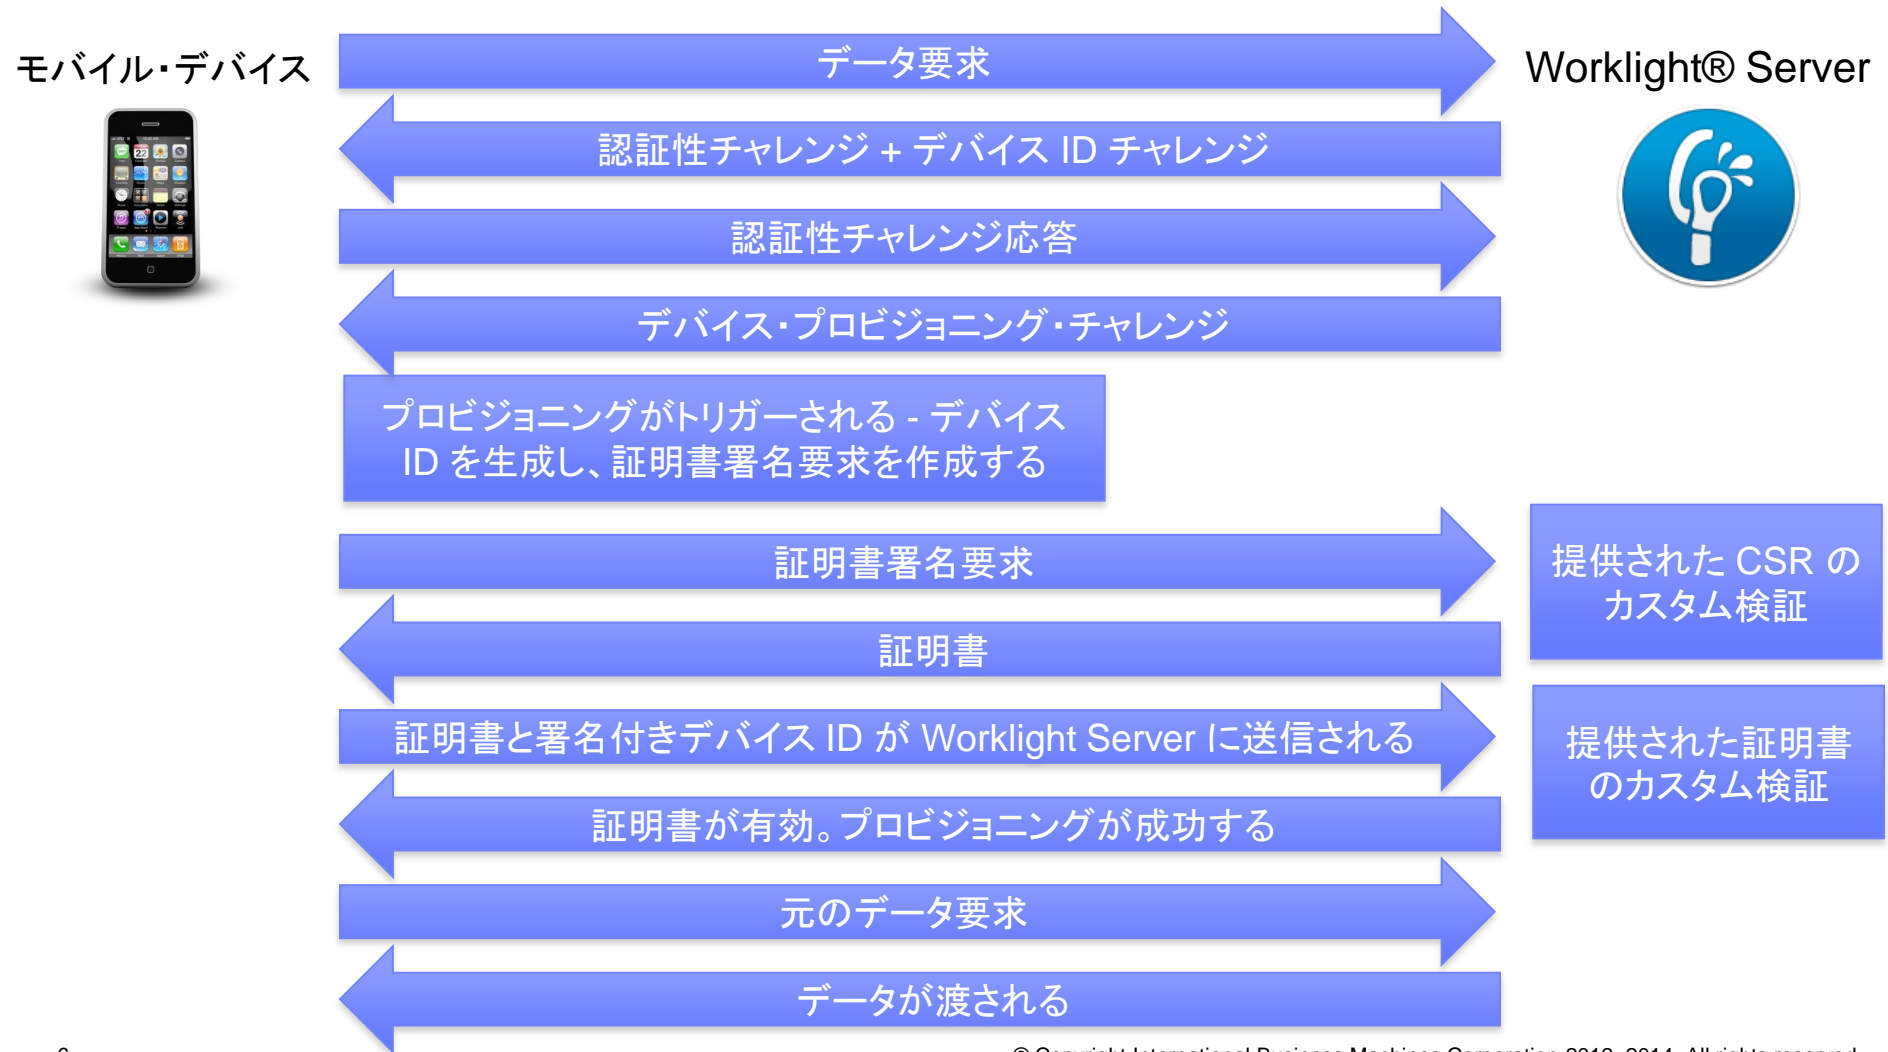 モバイル・デバイス
データ要求
Worklight® Server
認証性チャレンジ + デバイス ID チャレンジ
認証性チャレンジ応答
デバイス・プロビジョニング・チャレンジ
プロビジョニングがトリガーされる - デバイス
ID を生成し、証明書署名要求を作成する
証明書署名要求
提供された CSR の
カスタム検証
証明書
証明書と署名付きデバイス ID が Worklight Server に送信される
提供された証明書
のカスタム検証
証明書が有効。プロビジョニングが成功する
元のデータ要求
データが渡される
© Copyright International Business Machines Corporation 2012, 2014. All rights reserved.